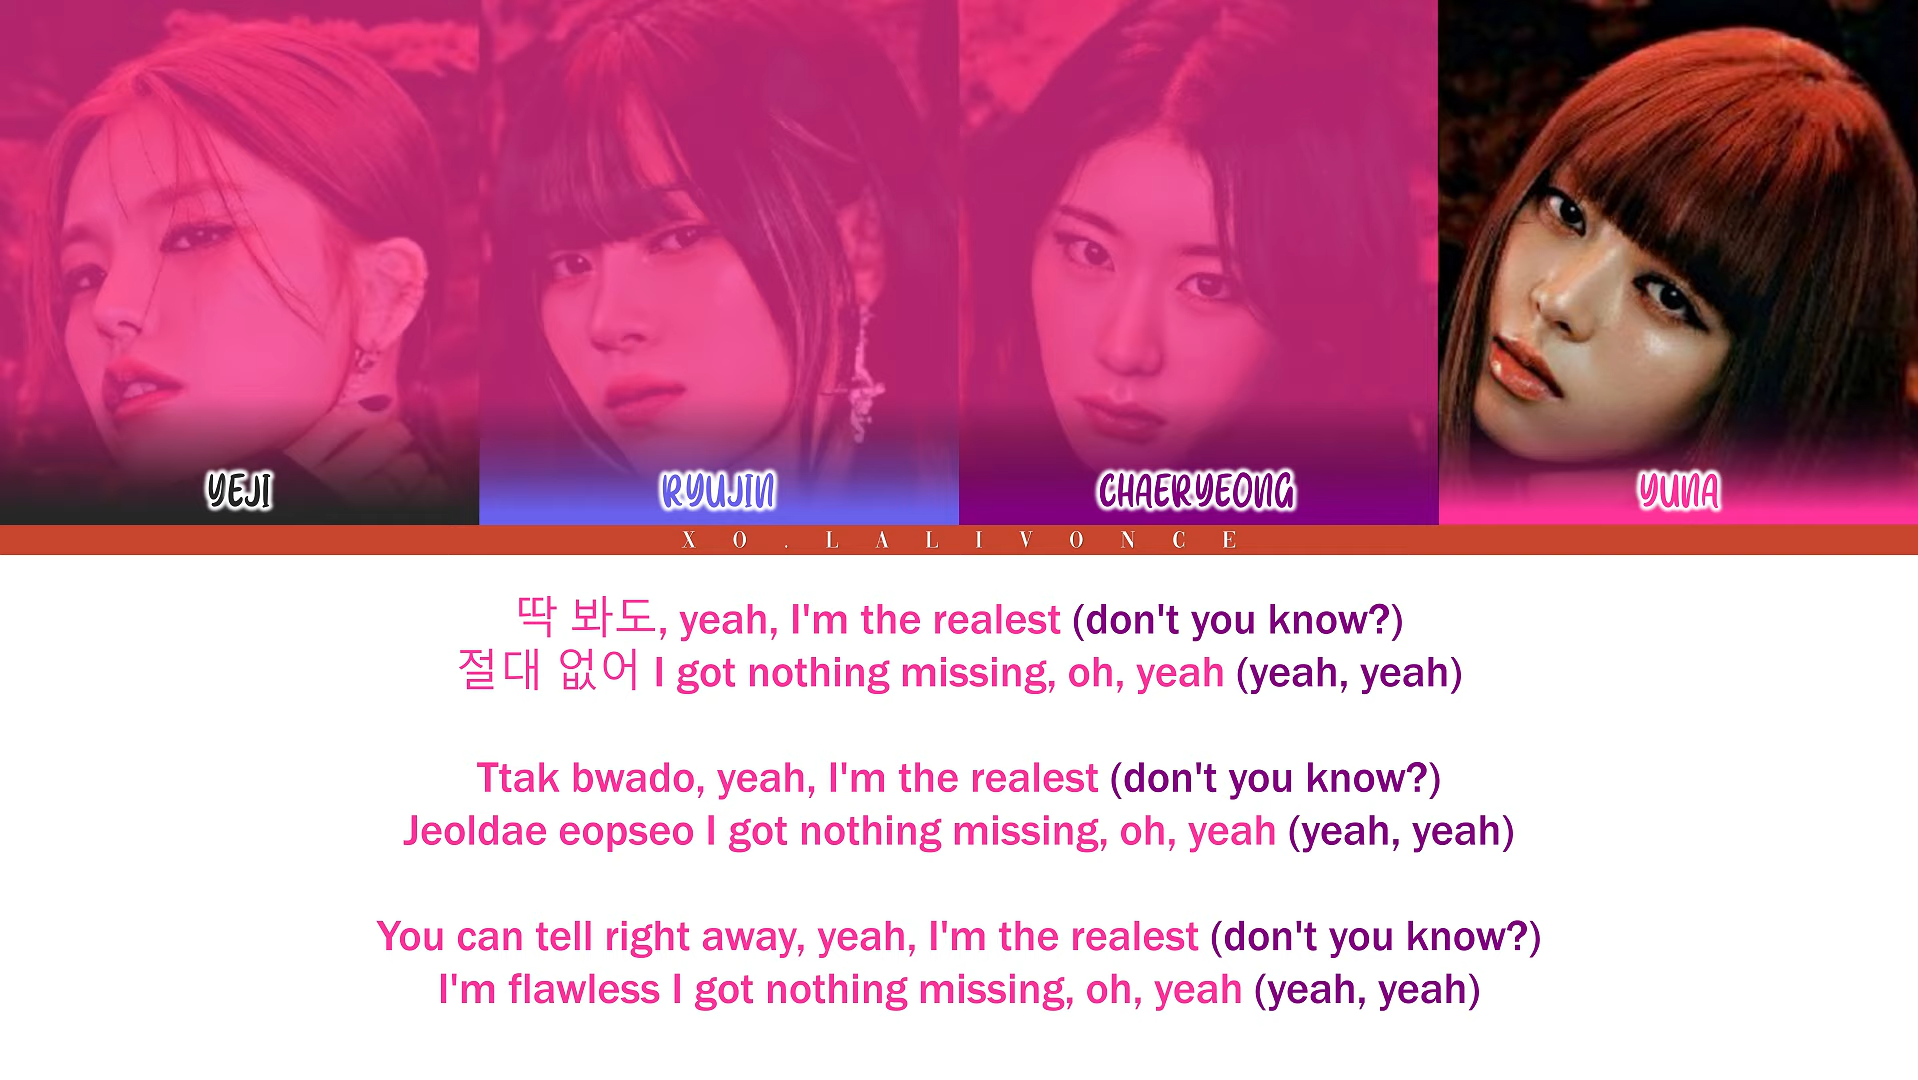 YEJI
RYUJIN
CHAERYEONG
YUNA
XO.LALIVONCE
딱 봐도, yeah, I'm the realest (don't you know?)
절대 없어 I got nothing missing, oh, yeah (yeah, yeah)
Ttak bwado, yeah, I'm the realest (don't you know?)
Jeoldae eopseo I got nothing missing, oh, yeah (yeah, yeah)
You can tell right away, yeah, I'm the realest (don't you know?)
I'm flawless I got nothing missing, oh, yeah (yeah, yeah)